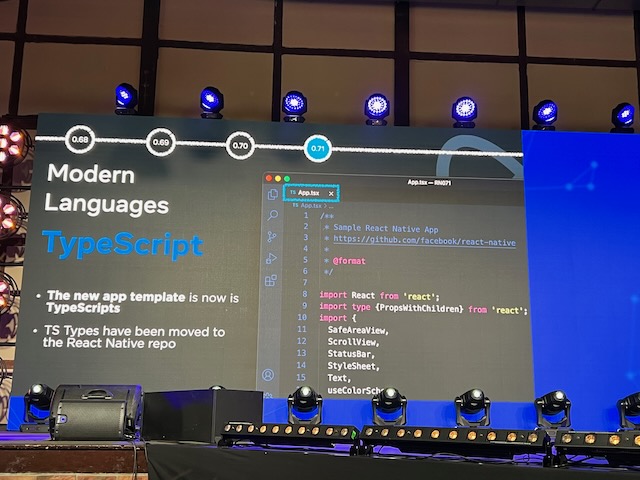 0.68
0.69
0.70
0.71
Modern
Languages
TypeScript
• The new app template is now is
TypeScripts
• TS Types have been moved to
the React Native repo
App.tsx — RN071
TS App.tsx ×
TS App.tsx > ...
1 /**
2 * Sample React Native App
3 * https://github.com/facebook/react-native
4 *
5 * @format
6 */
7
8 import React from 'react';
9 import type {PropsWithChildren} from 'react';
10 import {
11 SafeAreaView,
12 ScrollView,
13 StatusBar,
14 StyleSheet,
15 Text,
useColorSch